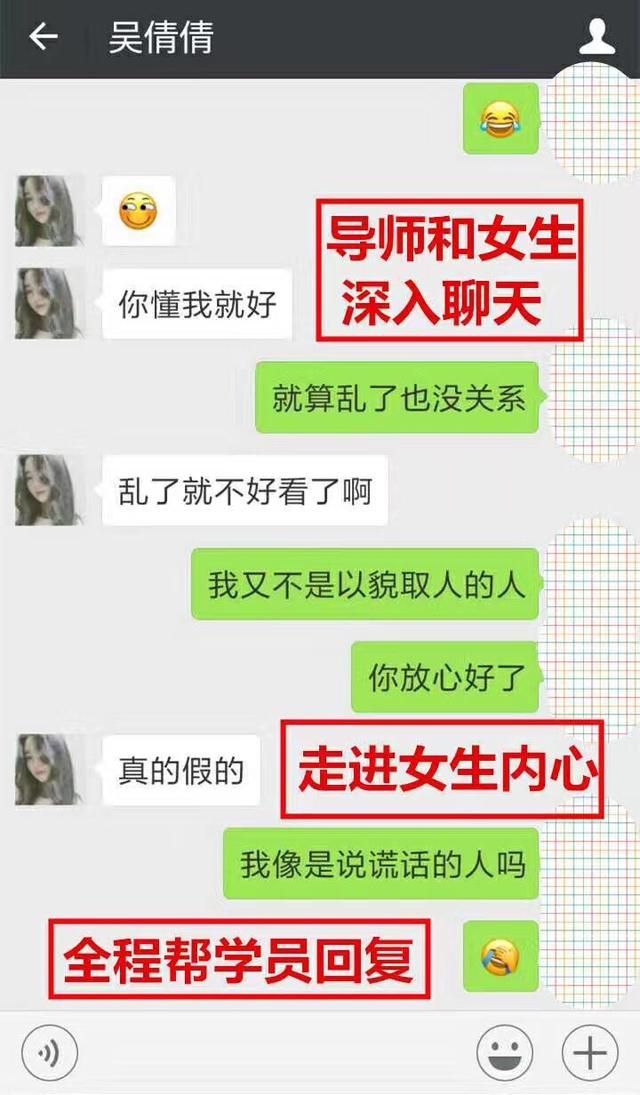 吴倩倩
导师和女生
深入聊天
你懂我就好
就算乱了也没关系
乱了就不好看了啊
我又不是以貌取人的人
你放心好了
真的假的
走进女生内心
我像是说谎话的人吗
全程帮学员回复